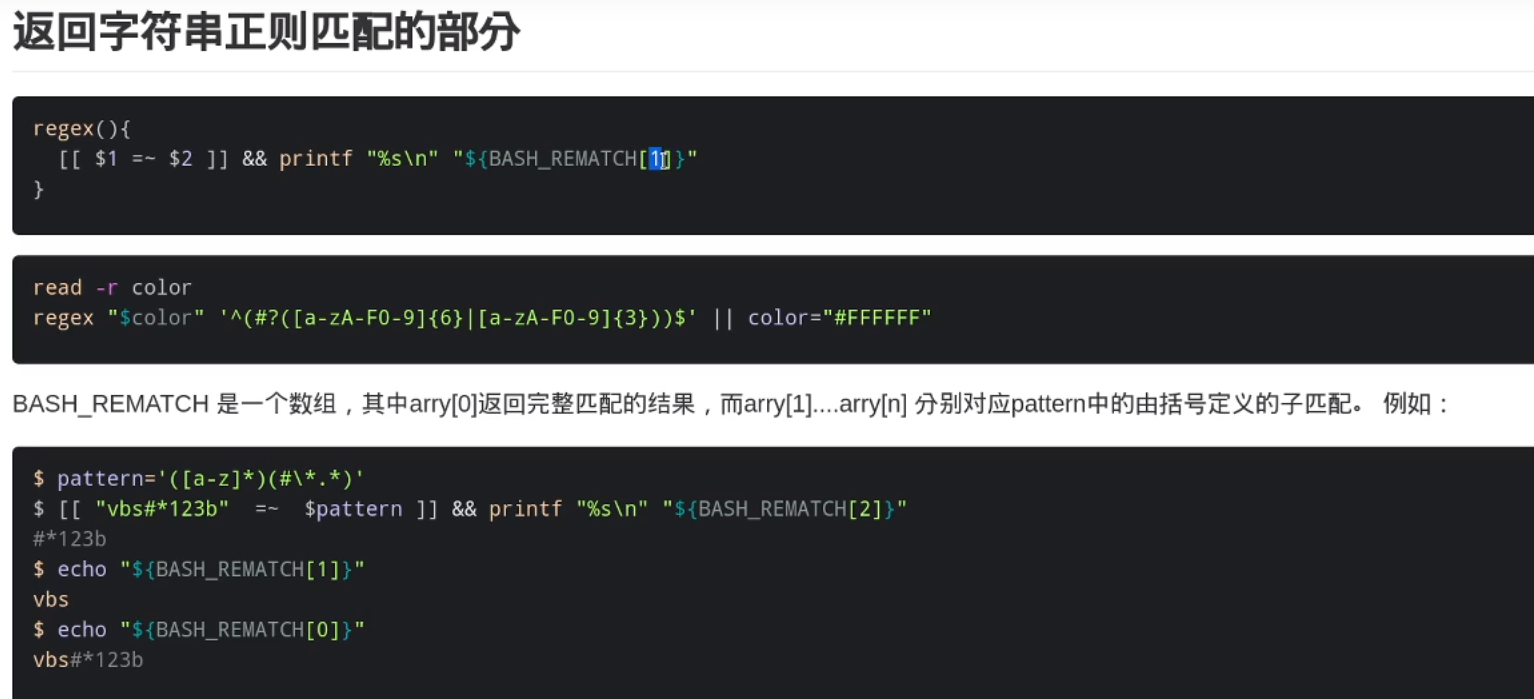 返回字符串正则匹配的部分
regex(){
  [[ $1 =~ $2 ]] && printf "%s\n" "${BASH_REMATCH[1]}"
}
read -r color
regex "$color" '^(#?([a-zA-F0-9]{6}|[a-zA-F0-9]{3}))$' || color="#FFFFFF"
BASH_REMATCH 是一个数组，其中arry[0]返回完整匹配的结果，而arry[1]....arry[n] 分别对应pattern中的由括号定义的子匹配。 例如：
$ pattern='([a-z]*)(#\*.*)'
$ [[ "vbs#*123b"  =~  $pattern ]] && printf "%s\n" "${BASH_REMATCH[2]}"
#*123b
$ echo "${BASH_REMATCH[1]}"
vbs
$ echo "${BASH_REMATCH[0]}"
vbs#*123b